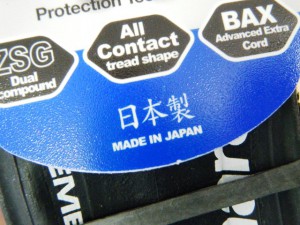 Protection
ZSG
Dual
compound
All
Contact
tread shape
BAX
Advanced Extra
Cord
日本製
MADE IN JAPAN